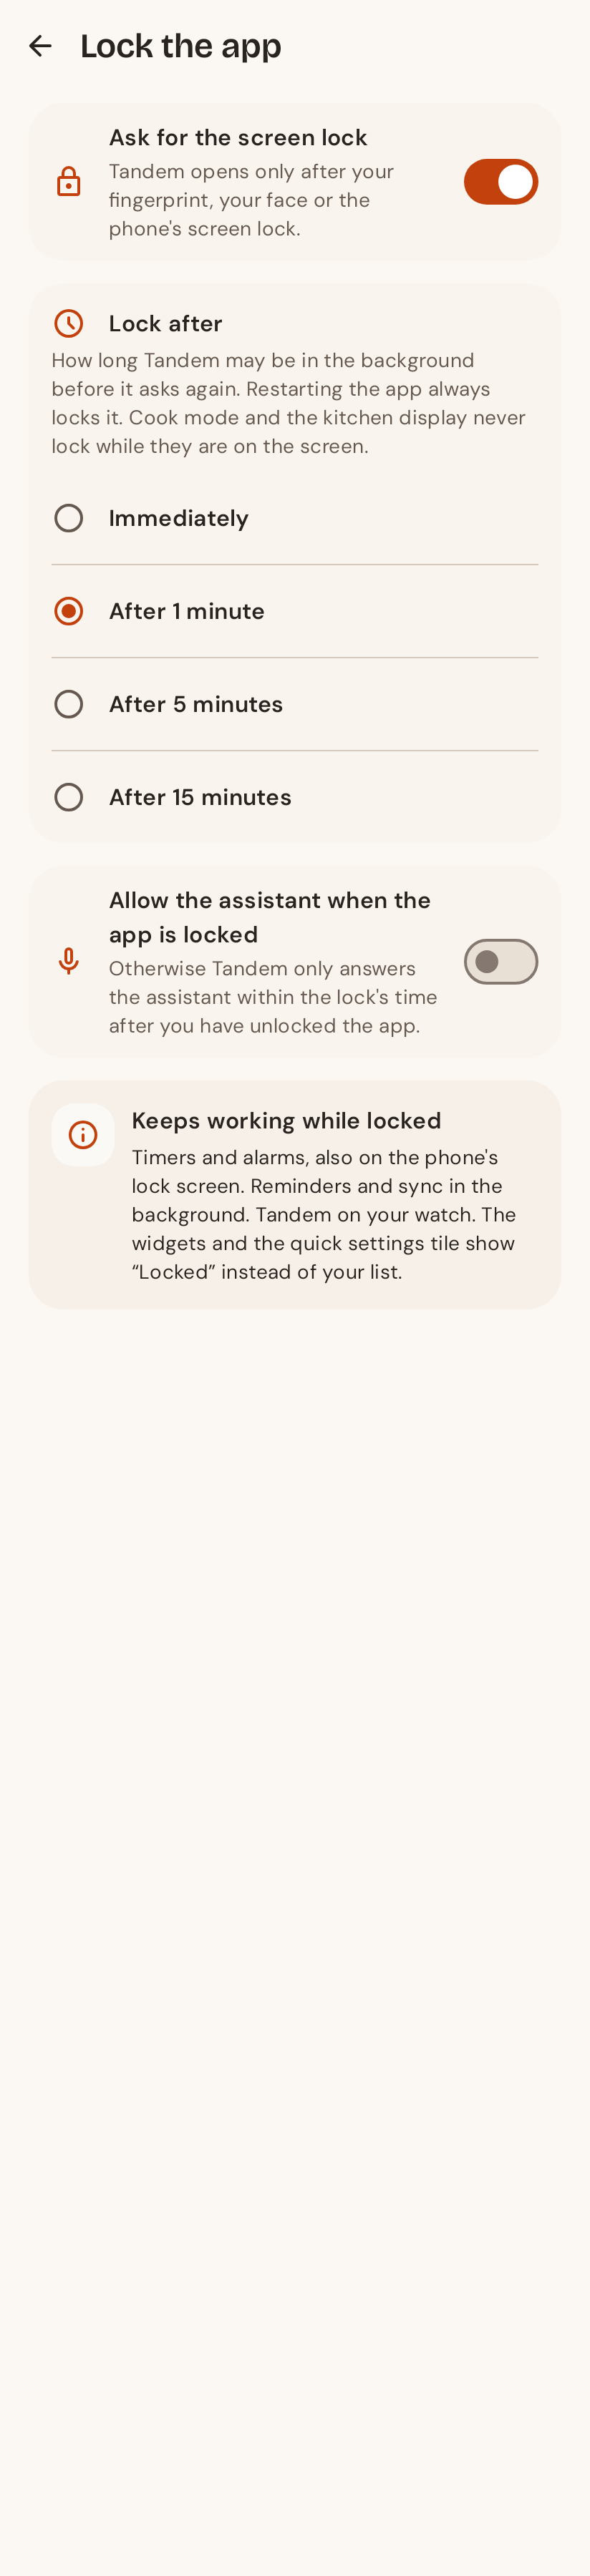 Lock the app
Ask for the screen lock
Tandem opens only after your
fingerprint, your face or the
phone's screen lock.
Lock after
How long Tandem may be in the background
before it asks again. Restarting the app always
locks it. Cook mode and the kitchen display never
lock while they are on the screen.
Immediately
After 1 minute
After 5 minutes
After 15 minutes
Allow the assistant when the
app is locked
Otherwise Tandem only answers
the assistant within the lock's time
after you have unlocked the app.
Keeps working while locked
Timers and alarms, also on the phone's
lock screen. Reminders and sync in the
background. Tandem on your watch. The
widgets and the quick settings tile show
“Locked” instead of your list.